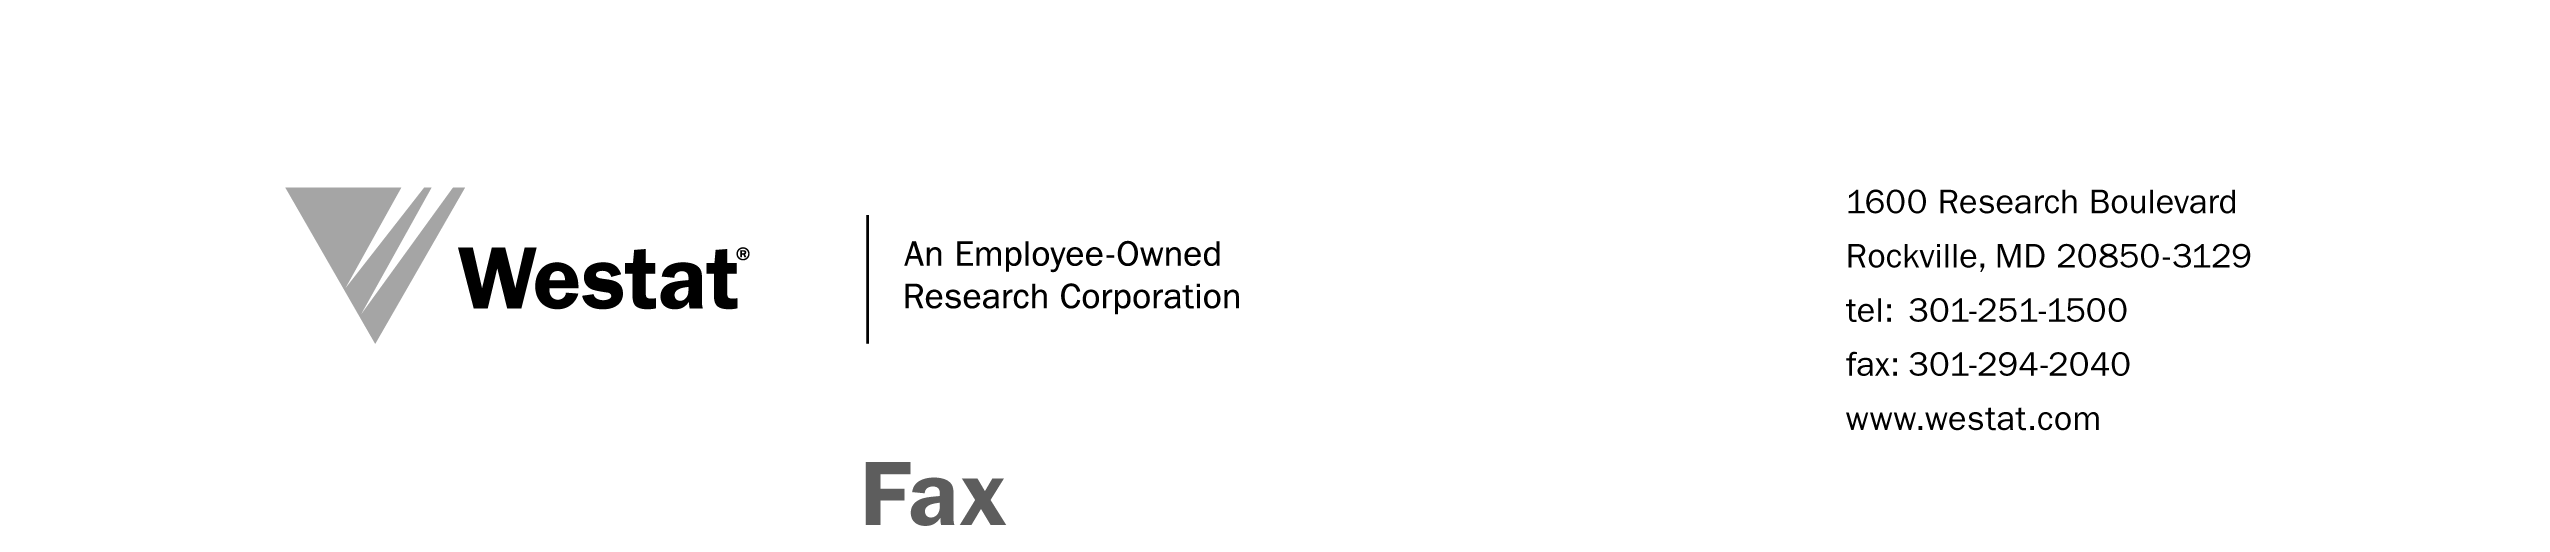 Westat®
An Employee-Owned
Research Corporation
1600 Research Boulevard
Rockville, MD 20850-3129
tel: 301-251-1500
fax: 301-294-2040
www.westat.com
Fax